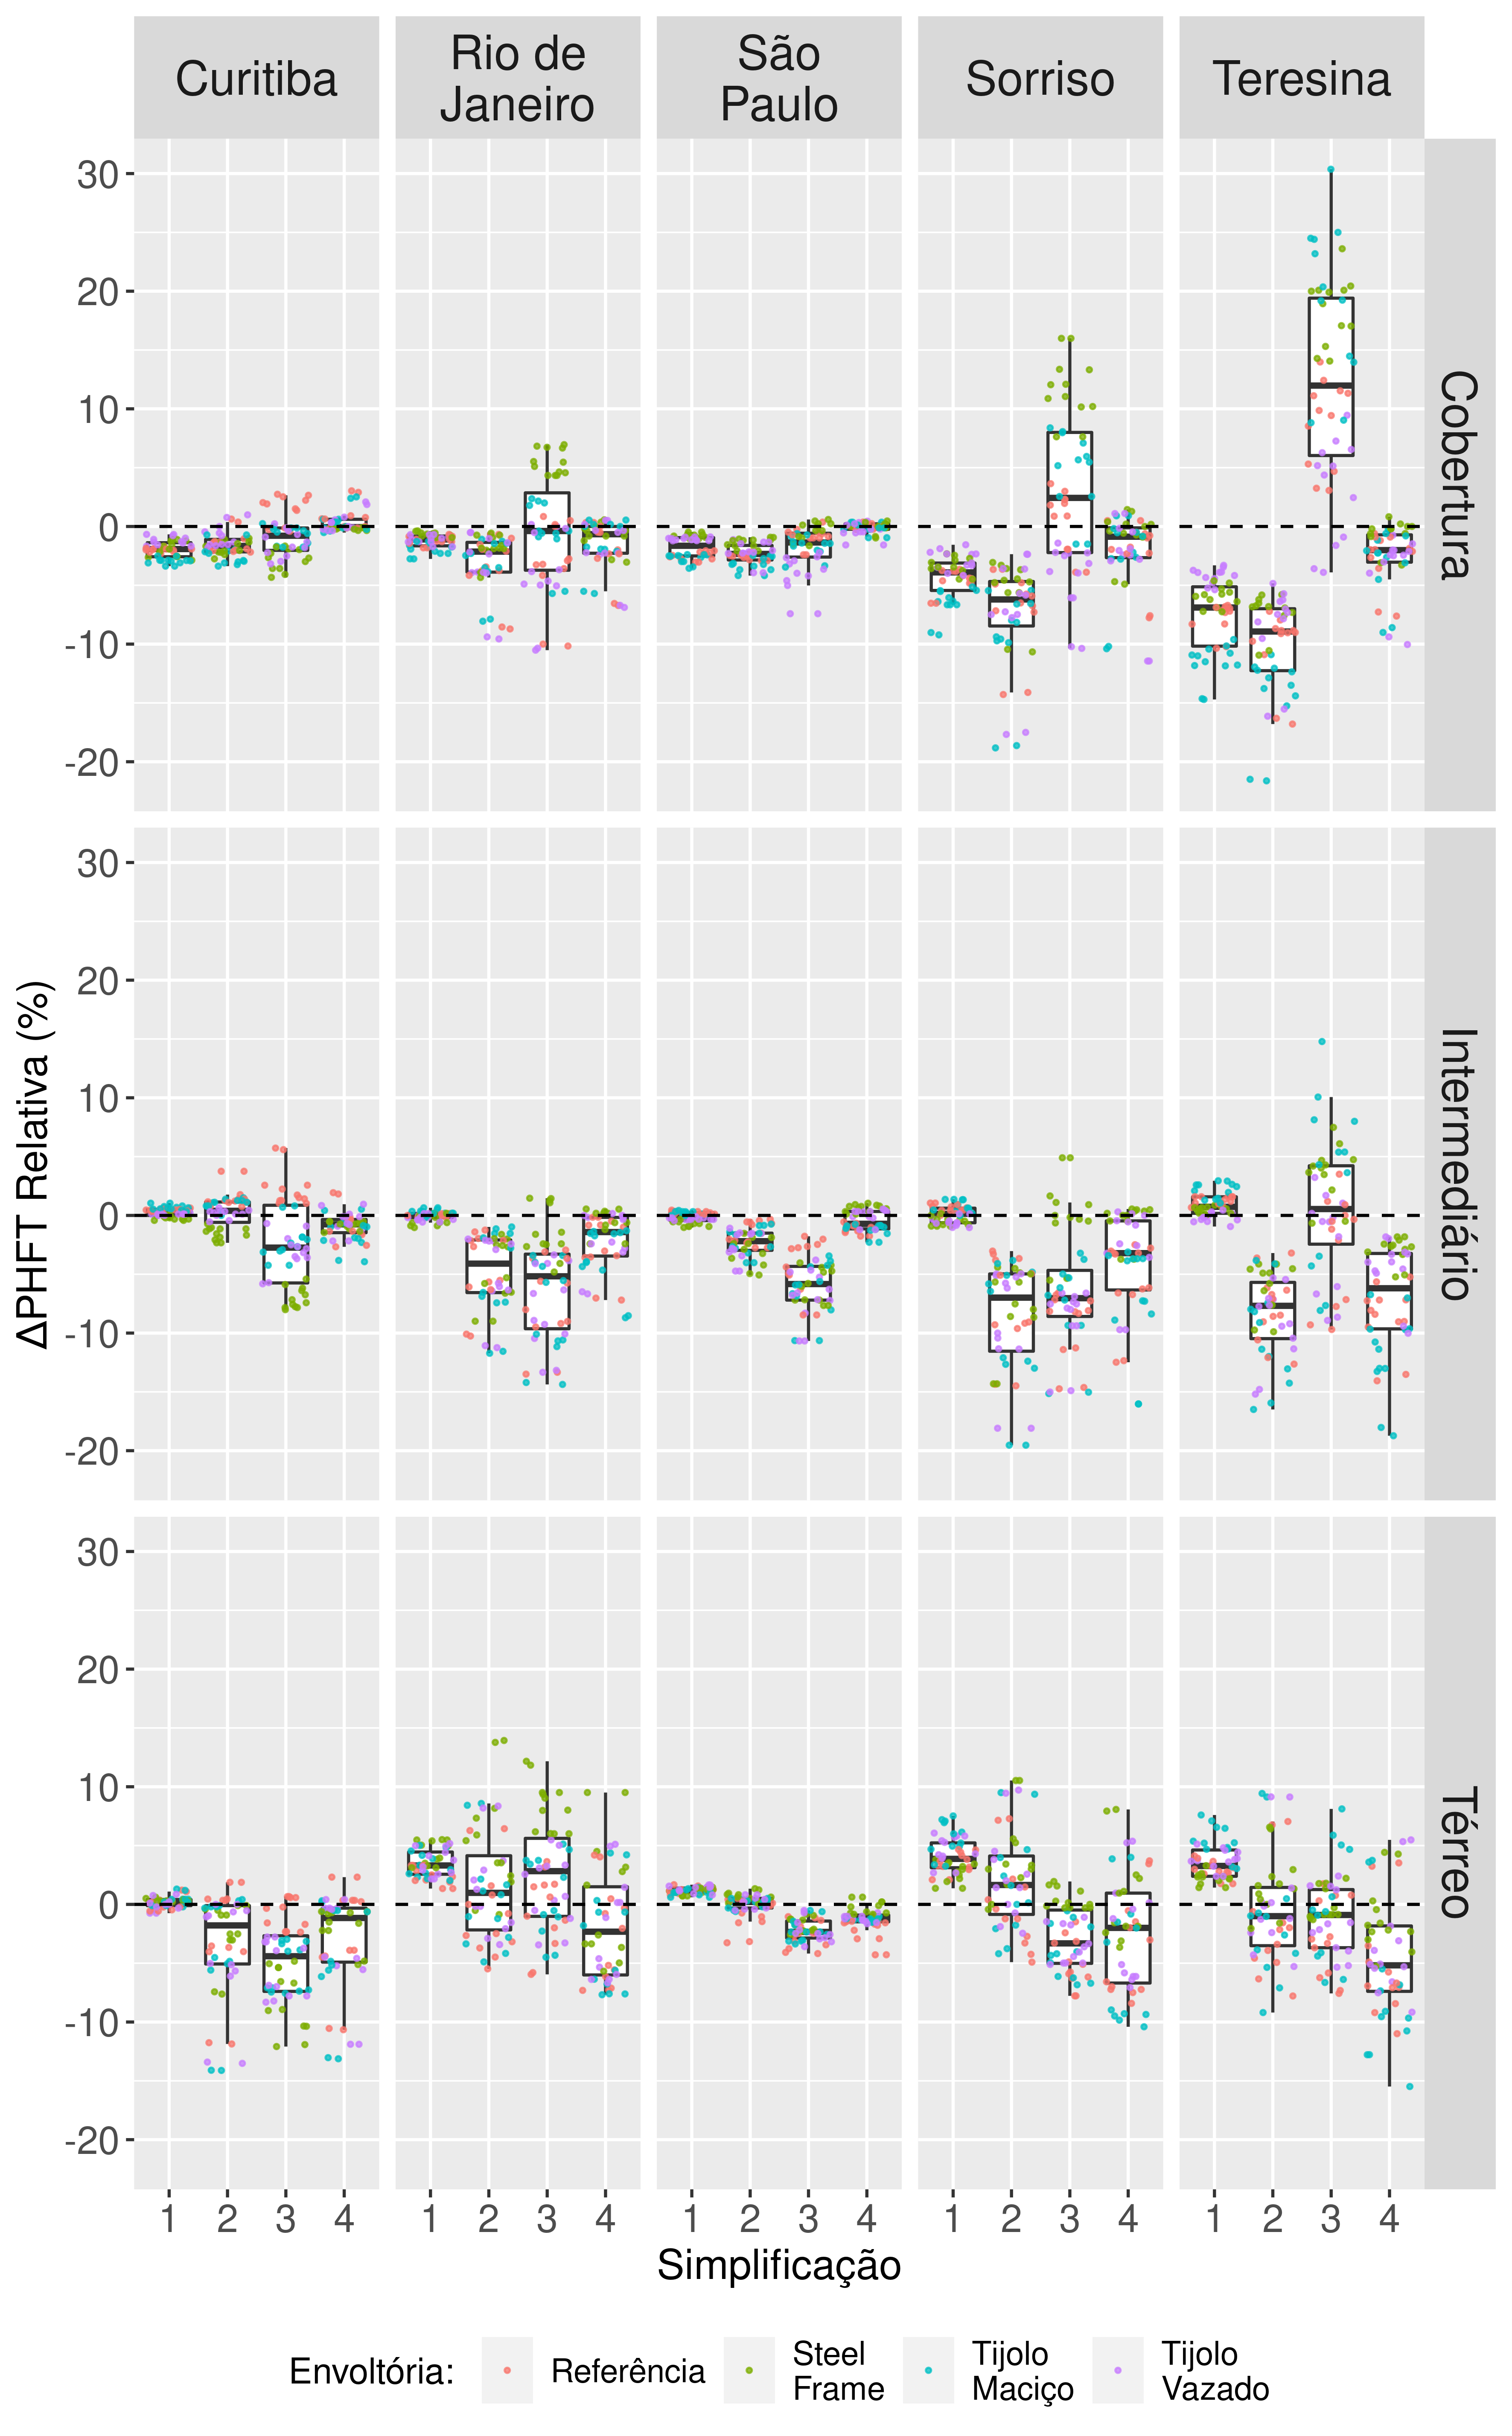 Curitiba
Rio de
Janeiro
São
Paulo
Sorriso
Teresina
30
20
10
0
-10
-20
Cobertura
30
20
10
0
-10
-20
Intermediário
30
20
10
0
-10
-20
Térreo
ΔPHFT Relativa (%)
1 2 3 4
1 2 3 4
1 2 3 4
1 2 3 4
1 2 3 4
Simplificação
Envoltória:
Referência
Steel
Frame
Tijolo
Maciço
Tijolo
Vazado